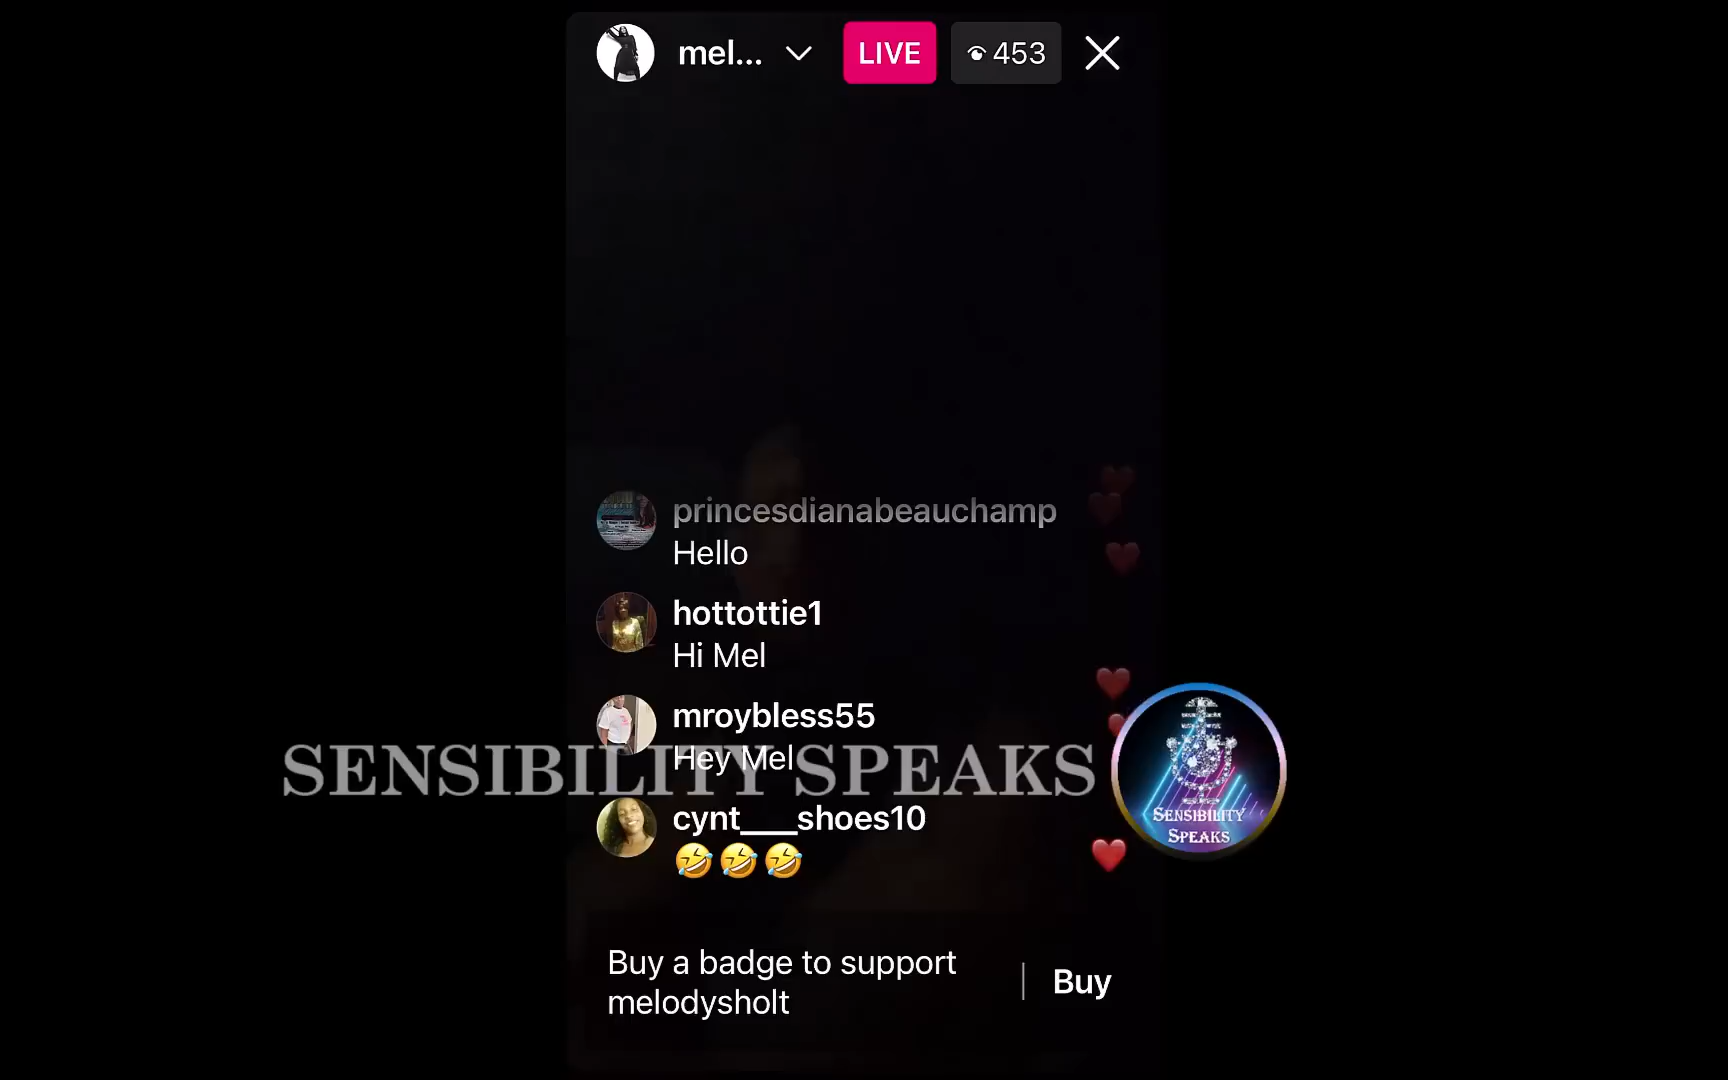 mel...
LIVE
453
princesdianabeauchamp
Hello
hottottie1
Hi Mel
mroybless55
Hey Mel
SENSIBILITY SPEAKS
SENSIBILITY
SPEAKS
cynt___shoes10
🤣🤣🤣
Buy a badge to support
melodysholt
Buy